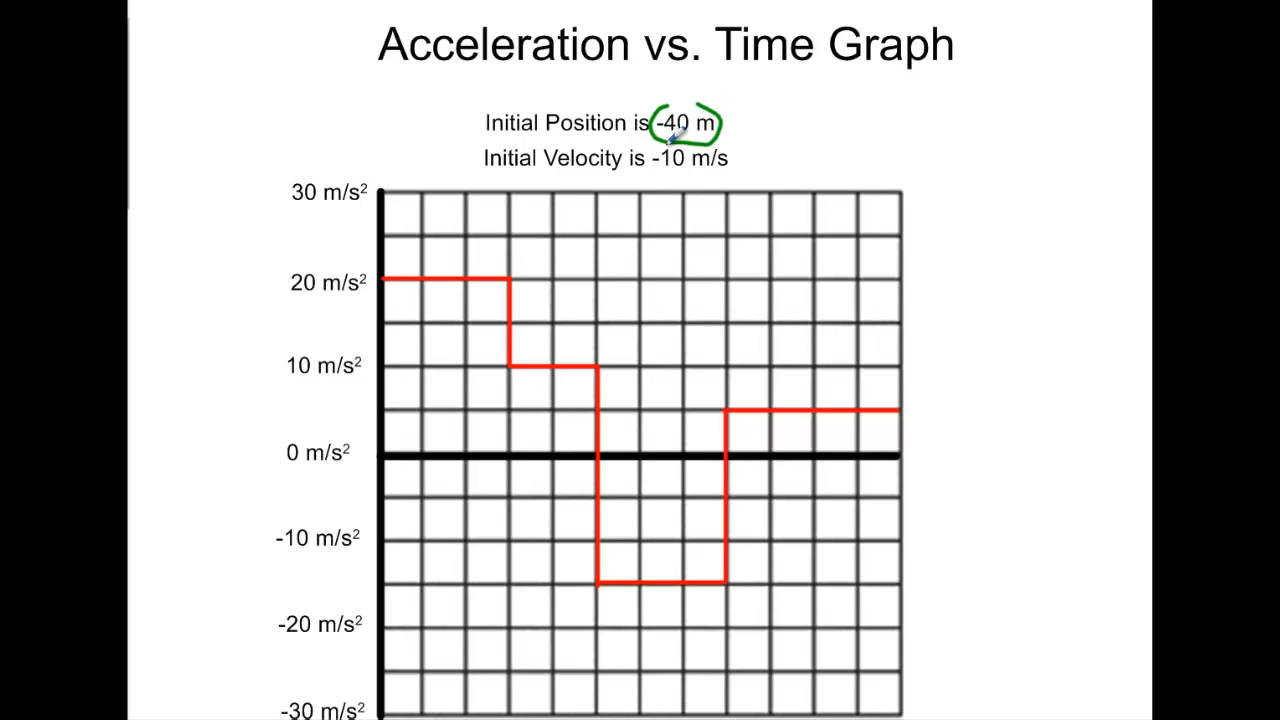 Acceleration vs. Time Graph
Initial Position is -40 m
Initial Velocity is -10 m/s
30 m/s²
20 m/s²
10 m/s²
0 m/s²
-10 m/s²
-20 m/s²
-30 m/s²